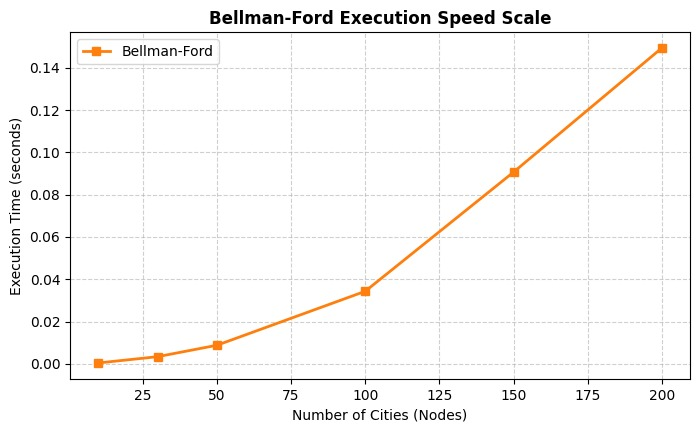 Bellman-Ford Execution Speed Scale
Bellman-Ford
Execution Time (seconds)
0.14
0.12
0.10
0.08
0.06
0.04
0.02
0.00
25 50 75 100 125 150 175 200
Number of Cities (Nodes)